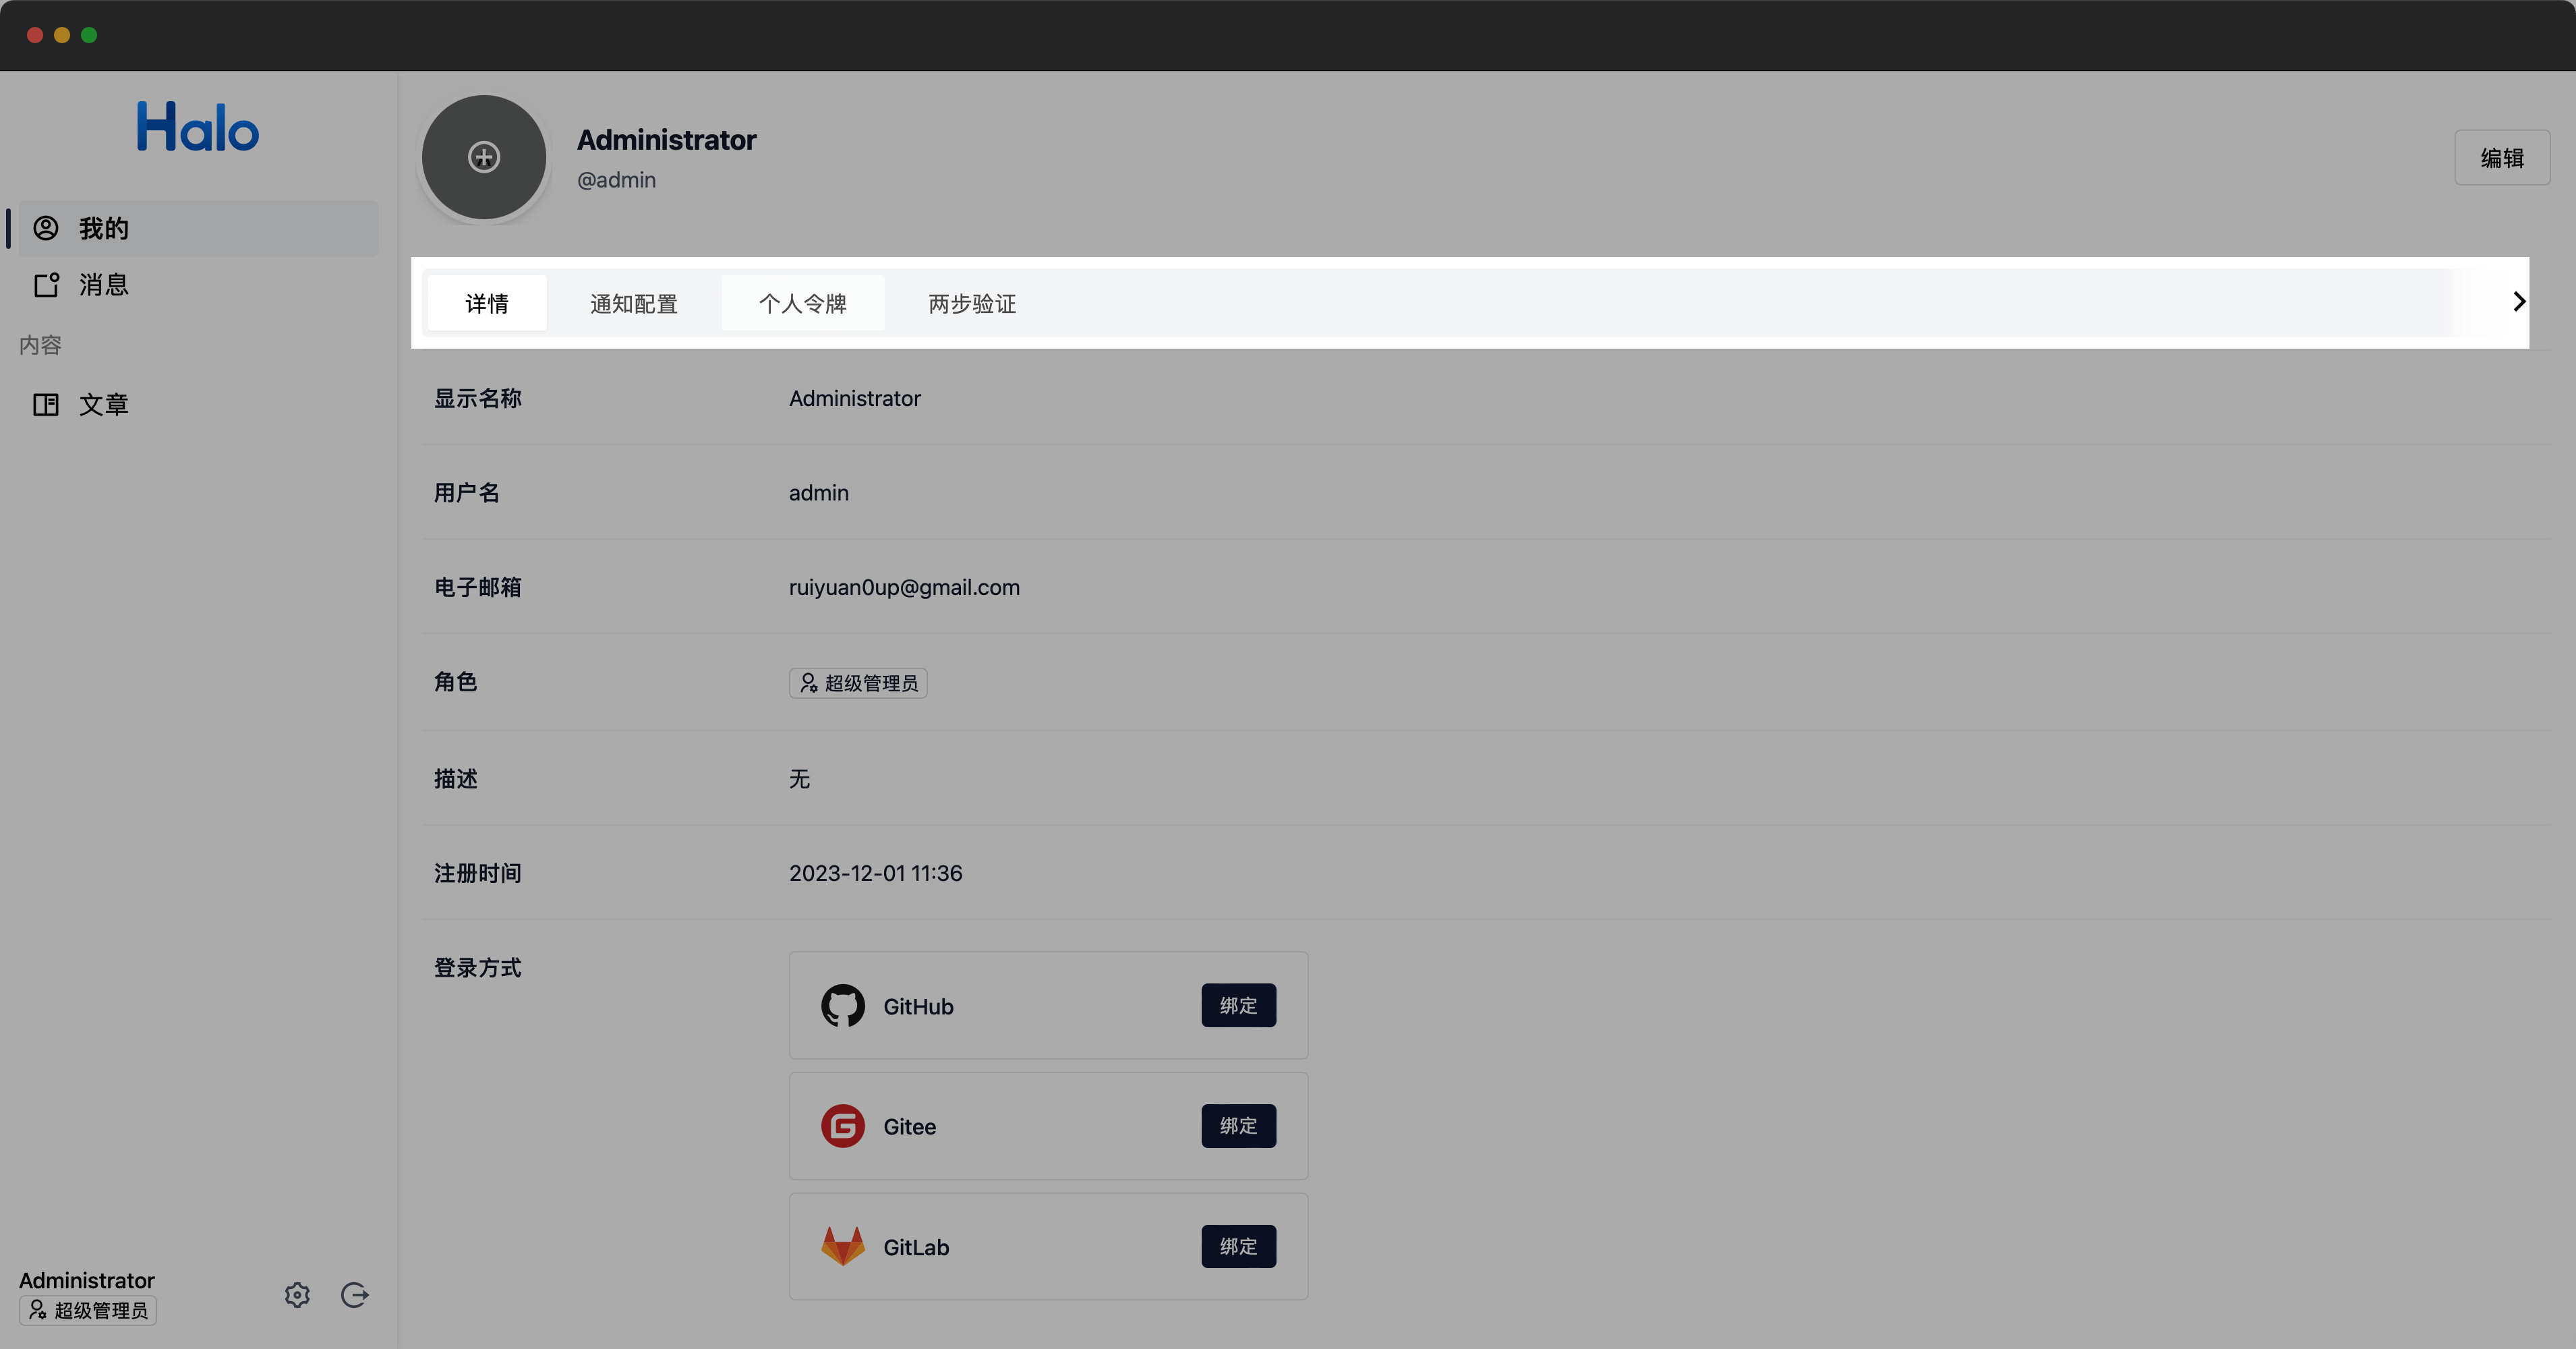 Halo
我的
消息
内容
文章
Administrator
超级管理员
Administrator
@admin
编辑
详情 通知配置 个人令牌 两步验证
显示名称 Administrator
用户名 admin
电子邮箱 ruiyuan0up@gmail.com
角色 超级管理员
描述 无
注册时间 2023-12-01 11:36
登录方式
GitHub 绑定
Gitee 绑定
GitLab 绑定